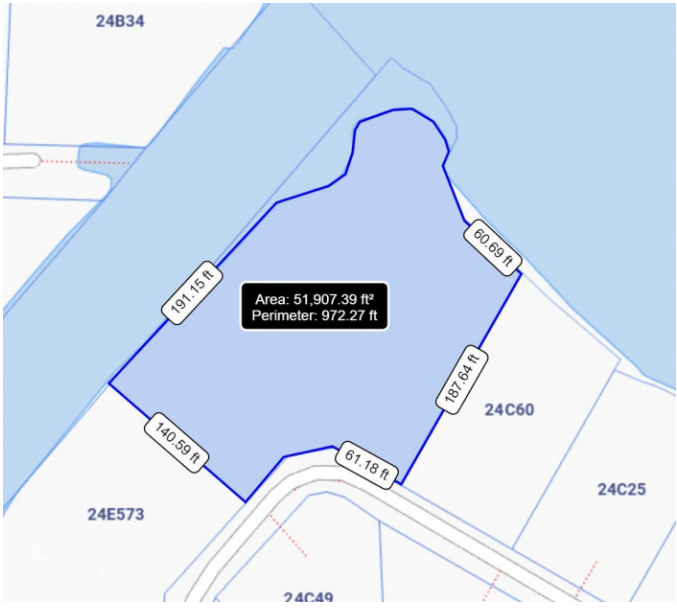 24B34
60.69 ft
191.15 ft
Area: 51,907.39 ft²
Perimeter: 972.27 ft
187.64 ft
24C60
140.59 ft
61.18 ft
24C25
24E573
24C49